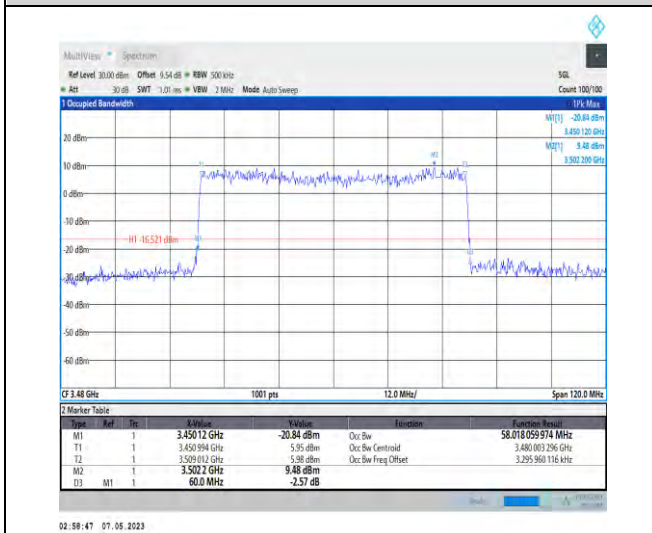 MultiView Spectrum
Ref Level 30.00 dBm Offset 9.54 dB RBW 500 kHz SGL
Att 30 dB SWT 1.01 ms VBW 2 MHz Mode Auto Sweep Count 100/100
1 Occupied Bandwidth 1Pk Max
M1[1] -20.84 dBm
3.450 120 GHz
M2[1] 9.48 dBm
3.502 200 GHz
20 dBm
M2
10 dBm
0 dBm
-10 dBm
H1 -16.521 dBm
-20 dBm
-30 dBm
-40 dBm
-50 dBm
-60 dBm
CF 3.48 GHz 1001 pts 12.0 MHz/ Span 120.0 MHz
2 Marker Table
Type Ref Trc X-Value Y-Value Function Function Result
M1 1 3.450 12 GHz -20.84 dBm Occ Bw 58.018 059 974 MHz
T1 1 3.450 994 GHz 5.95 dBm Occ Bw Centroid 3.480 003 296 GHz
T2 1 3.509 012 GHz 5.98 dBm Occ Bw Freq Offset 3.295 960 116 kHz
M2 1 3.502 2 GHz 9.48 dBm
D3 M1 1 60.0 MHz -2.57 dB
02:58:47 07.05.2023